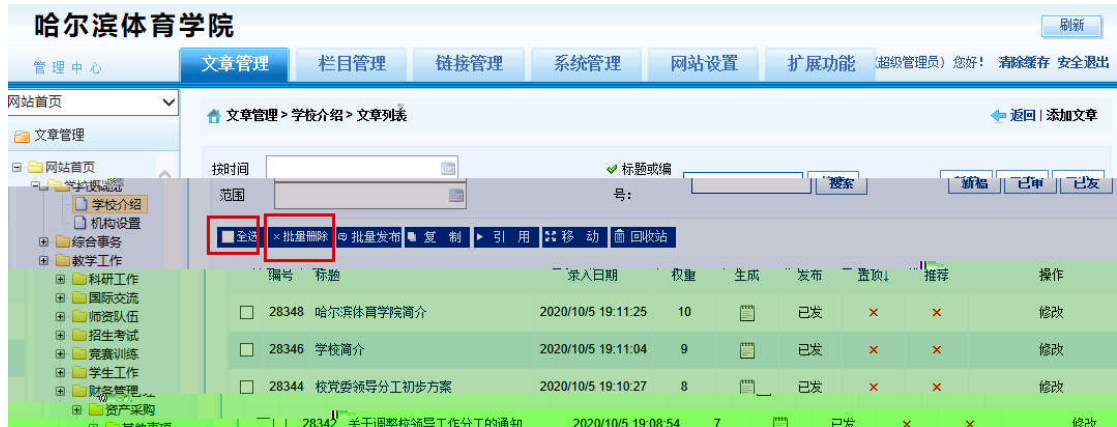 哈尔滨体育学院
刷新
管理中心 文章管理 栏目管理 链接管理 系统管理 网站设置 扩展功能 超级管理员) 您好! 清除缓存 安全退出
网站首页
文章管理 > 学校介绍 > 文章列表 返回 | 添加文章
文章管理
网站首页
按时间 标题或编
范围 号: 搜索 已审 已发
学校介绍
机构设置
全选 ×批量删除 批量发布 复 制 引 用 移 动 回收站
综合事务
教学工作
编号 标题 录入日期 权重 生成 发布 置顶↓ 推荐 操作
科研工作
国际交流
师资队伍
28348 哈尔滨体育学院简介 2020/10/5 19:11:25 10 已发 × × 修改
招生考试
竞赛训练
28346 学校简介 2020/10/5 19:11:04 9 已发 × × 修改
学生工作
财务管理
28344 校党委领导分工初步方案 2020/10/5 19:10:27 8 已发 × × 修改
资产采购
28342 关于调整校领导工作分工的通知 2020/10/5 19:08:54 7 已发 × × 修改